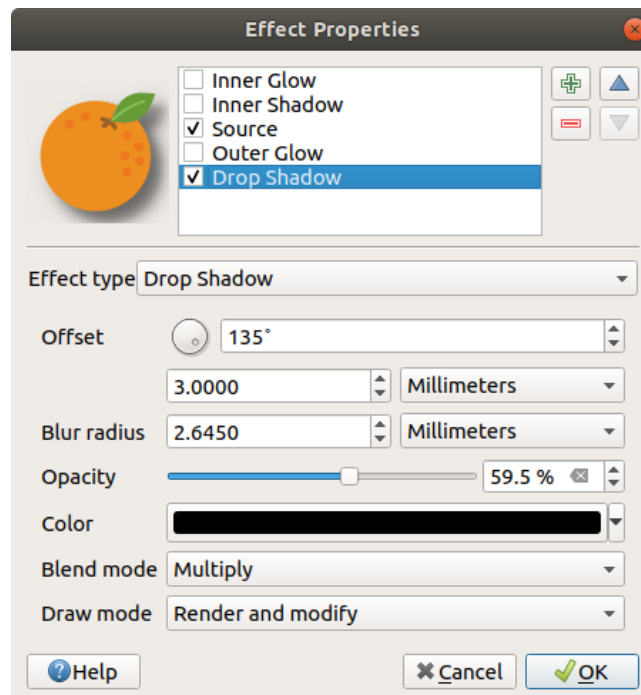 Effect Properties
Inner Glow
Inner Shadow
Source
Outer Glow
Drop Shadow
Effect type Drop Shadow
Offset 135°
3.0000 Millimeters
Blur radius 2.6450 Millimeters
Opacity 59.5 %
Color
Blend mode Multiply
Draw mode Render and modify
Help Cancel OK